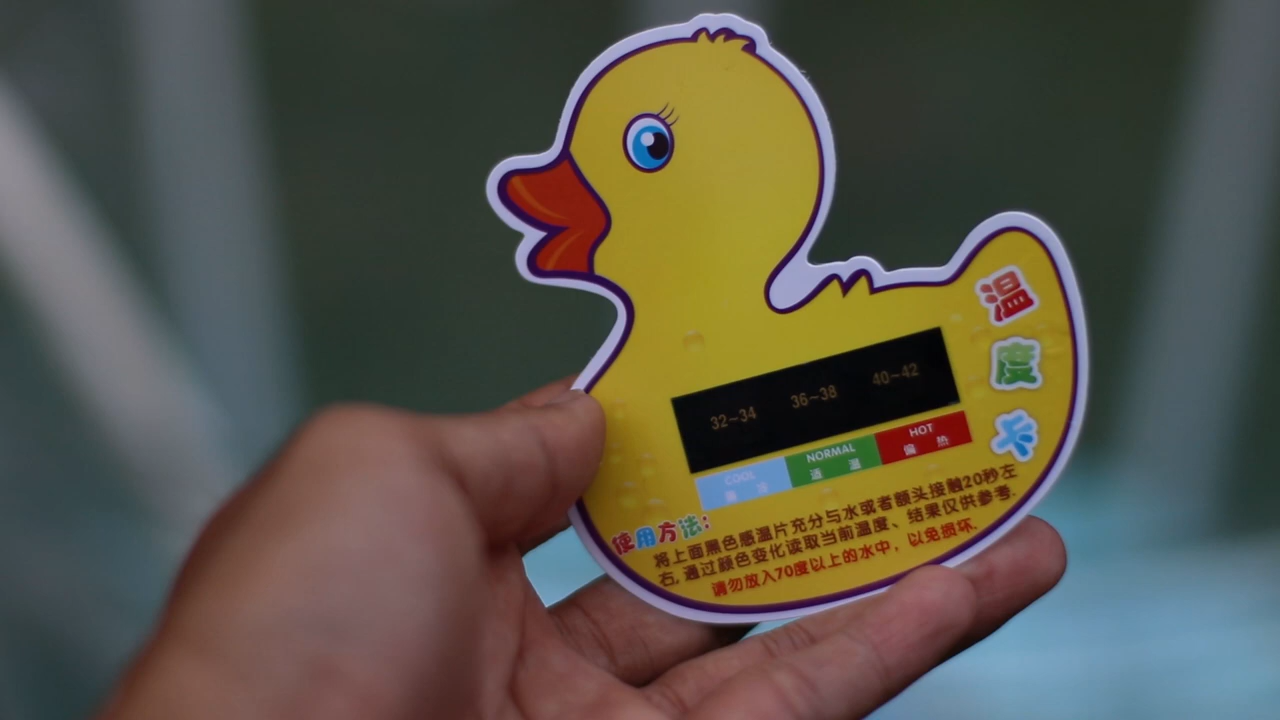 温
度
卡
32~34 36~38 40~42
COOL NORMAL HOT
偏 冷 适 温 偏 热
使用方法:
将上面黑色感温片充分与水或者额头接触20秒左
右,通过颜色变化读取当前温度、结果仅供参考.
请勿放入70度以上的水中，以免损坏.